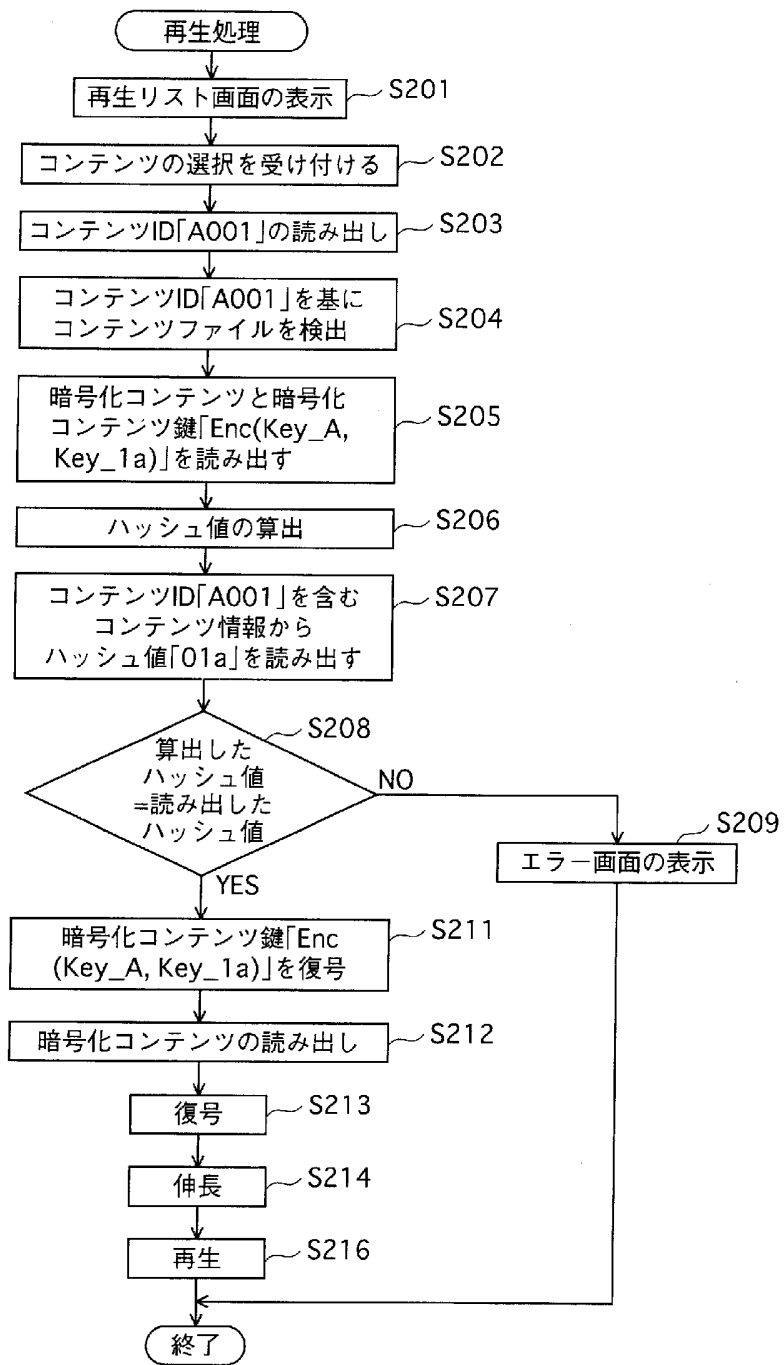 再生処理
再生リスト画面の表示
S201
コンテンツの選択を受け付ける
S202
コンテンツID「A001」の読み出し
S203
コンテンツID「A001」を基に
コンテンツファイルを検出
S204
暗号化コンテンツと暗号化
コンテンツ鍵「Enc(Key_A,
Key_1a)」を読み出す
S205
ハッシュ値の算出
S206
コンテンツID「A001」を含む
コンテンツ情報から
ハッシュ値「01a」を読み出す
S207
S208
算出した
ハッシュ値
=読み出した
ハッシュ値
NO
YES
S209
エラー画面の表示
暗号化コンテンツ鍵「Enc
(Key_A, Key_1a)」を復号
S211
暗号化コンテンツの読み出し
S212
復号
S213
伸長
S214
再生
S216
終了